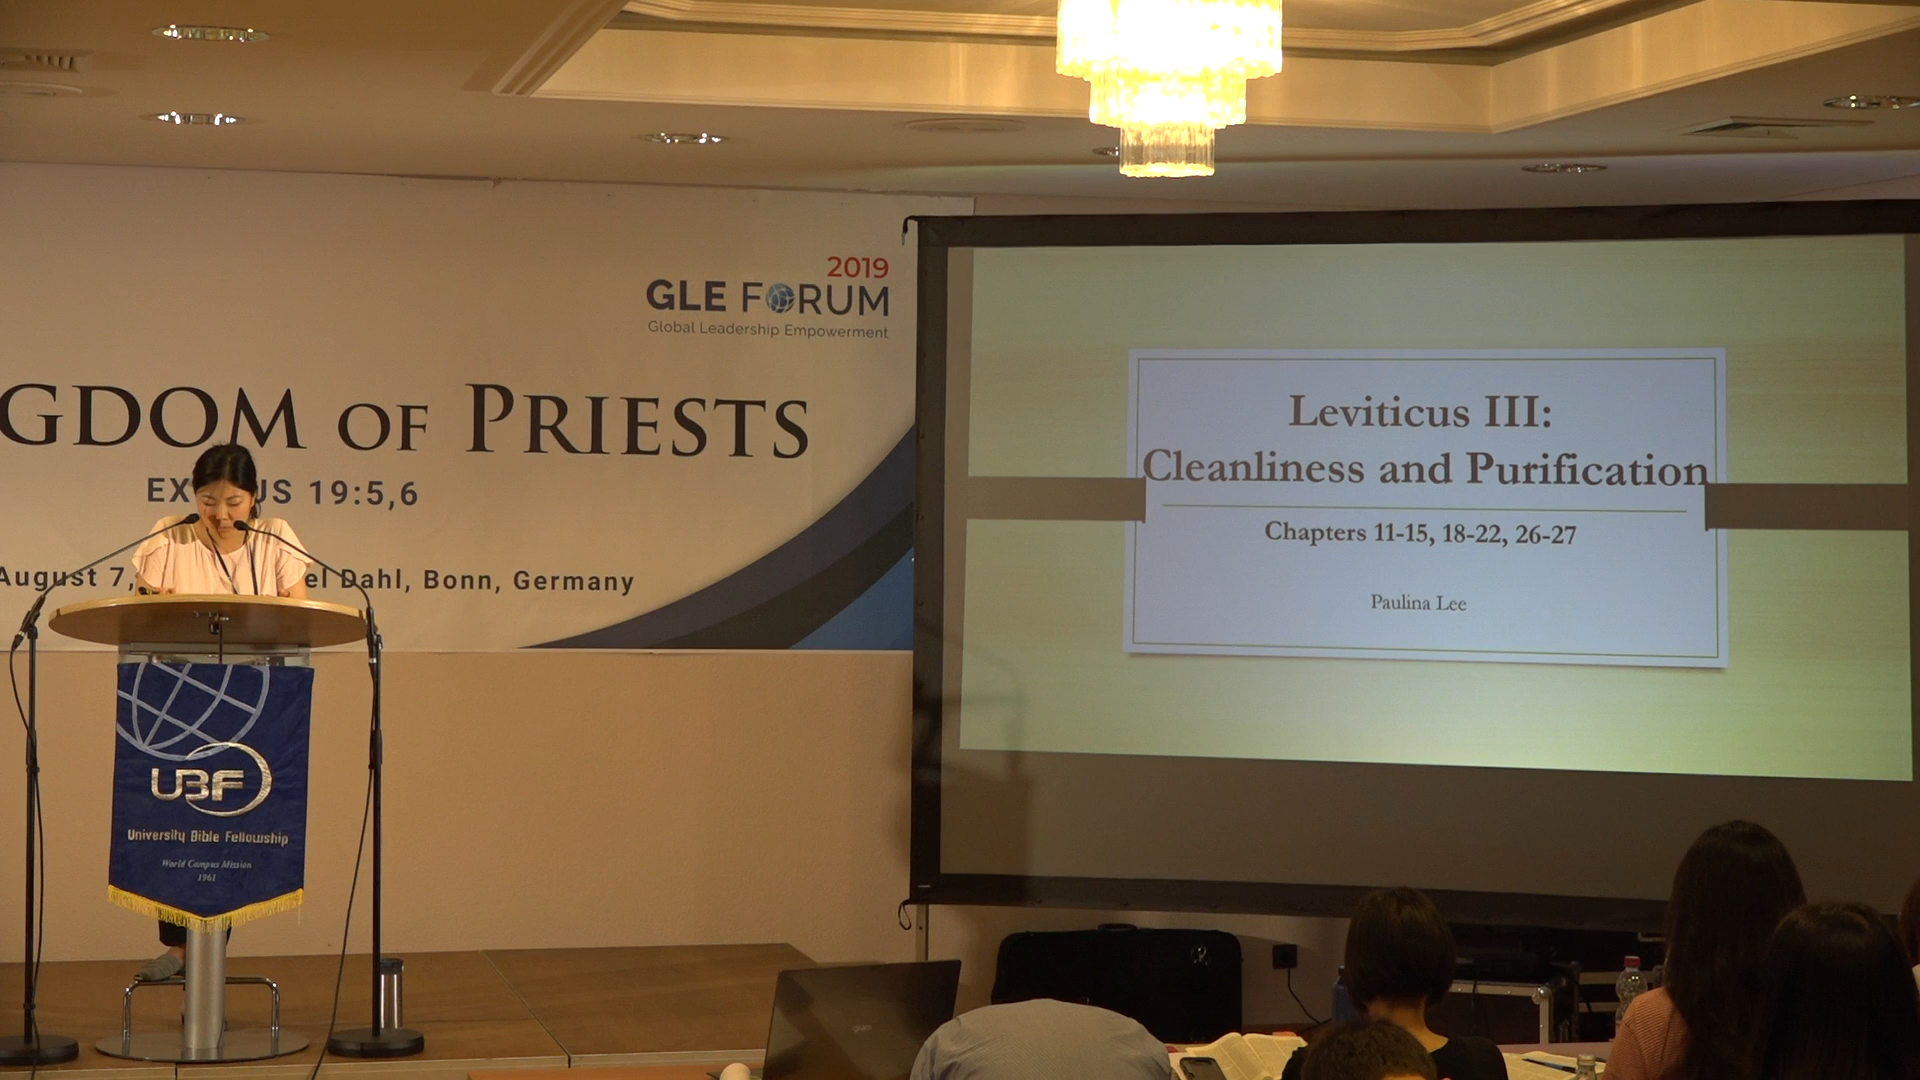 2019
GLE FORUM
Global Leadership Empowerment
GDOM OF PRIESTS
EX US 19:5,6
August 7, el Dahl, Bonn, Germany
UBF
University Bible Fellowship
World Campus Mission
1961
Leviticus III:
Cleanliness and Purification
Chapters 11-15, 18-22, 26-27
Paulina Lee